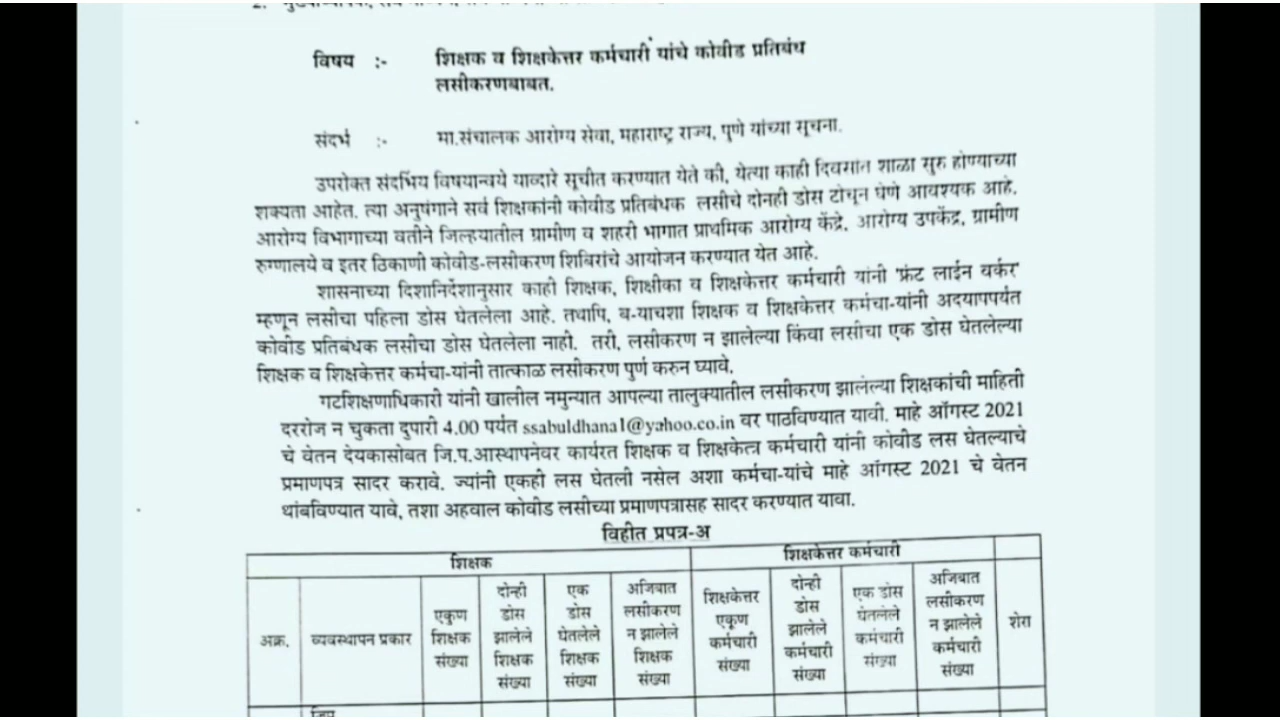 2. मुख्याध्यापक,
विषय :- शिक्षक व शिक्षकेत्तर कर्मचारी यांचे कोवीड प्रतिबंध
लसीकरणबाबत.
संदर्भ :- मा.संचालक आरोग्य सेवा, महाराष्ट्र राज्य, पुणे यांच्या सूचना.
उपरोक्त संदर्भिय विषयान्वये याव्दारे सूचीत करण्यात येते की, येत्या काही दिवसांत शाळा सुरु होण्याच्या
शक्यता आहेत. त्या अनुषंगाने सर्व शिक्षकांनी कोवीड प्रतिबंधक लसीचे दोनही डोस टोचून घेणे आवश्यक आहे.
आरोग्य विभागाच्या वतीने जिल्हयातील ग्रामीण व शहरी भागात प्राथमिक आरोग्य केंद्रे, आरोग्य उपकेंद्र, ग्रामीण
रुग्णालये व इतर ठिकाणी कोवीड-लसीकरण शिबिरांचे आयोजन करण्यात येत आहे.
शासनाच्या दिशानिर्देशानुसार काही शिक्षक, शिक्षीका व शिक्षकेत्तर कर्मचारी यांनी 'फ्रंट लाईन वर्कर'
म्हणून लसीचा पहिला डोस घेतलेला आहे. तथापि, ब-याचशा शिक्षक व शिक्षकेत्तर कर्मचा-यांनी अदयापपर्यत
कोवीड प्रतिबंधक लसीचा डोस घेतलेला नाही. तरी, लसीकरण न झालेल्या किंवा लसीचा एक डोस घेतलेल्या
शिक्षक व शिक्षकेत्तर कर्मचा-यांनी तात्काळ लसीकरण पुर्ण करुन घ्यावे.
गटशिक्षणाधिकारी यांनी खालील नमुन्यात आपल्या तालुक्यातील लसीकरण झालेल्या शिक्षकांची माहिती
दररोज न चुकता दुपारी 4.00 पर्यंत ssabuldhana1@yahoo.co.in वर पाठविण्यात यावी. माहे ऑगस्ट 2021
चे वेतन देयकासोबत जि.प.आस्थापनेवर कार्यरत शिक्षक व शिक्षकेत्त्र कर्मचारी यांनी कोवीड लस घेतल्याचे
प्रमाणपत्र सादर करावे. ज्यांनी एकही लस घेतली नसेल अशा कर्मचा-यांचे माहे ऑगस्ट 2021 चे वेतन
थांबविण्यात यावे, तशा अहवाल कोवीड लसीच्या प्रमाणपत्रासह सादर करण्यात यावा.
विहीत प्रपत्र-अ
शिक्षक शिक्षकेत्तर कर्मचारी
अक्र.
व्यवस्थापन प्रकार
एकुण
शिक्षक
संख्या
दोन्ही
डोस
झालेले
शिक्षक
संख्या
एक
डोस
घेतलेले
शिक्षक
संख्या
अजिबात
लसीकरण
न झालेले
शिक्षक
संख्या
शिक्षकेत्तर
एकूण
कर्मचारी
संख्या
दोन्ही
डोस
झालेले
कर्मचारी
संख्या
एक डोस
घेतलेले
कर्मचारी
संख्या
अजिबात
लसीकरण
न झालेले
कर्मचारी
संख्या
शेरा